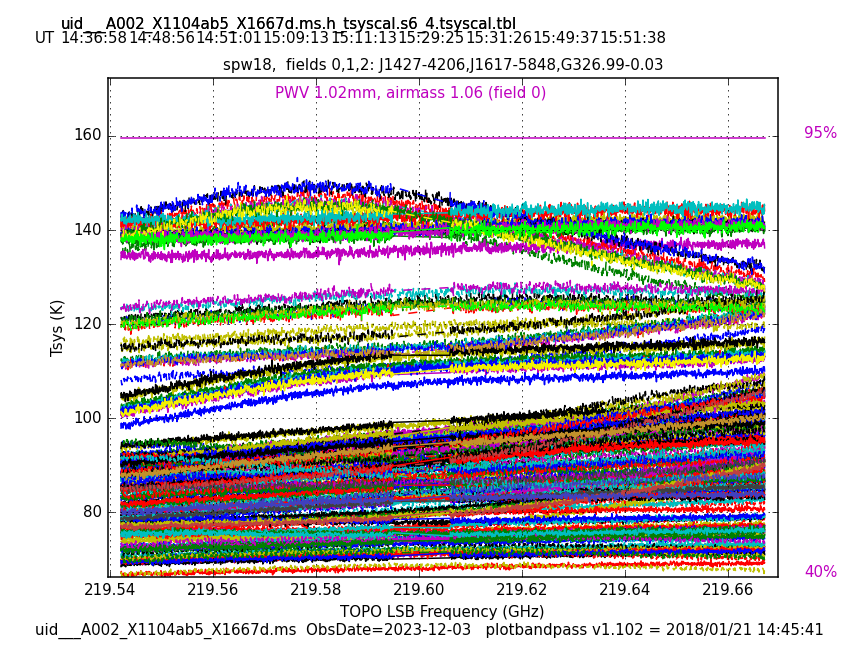 uid___A002_X1104ab5_X1667d.ms.h_tsyscal.s6_4.tsyscal.tbl
UT 14:36:58 14:48:56 14:51:01 15:09:13 15:11:13 15:29:25 15:31:26 15:49:37 15:51:38
spw18, fields 0,1,2: J1427-4206,J1617-5848,G326.99-0.03
PWV 1.02mm, airmass 1.06 (field 0)
95%
160
140
120
100
80
Tsys (K)
40%
219.54 219.56 219.58 219.60 219.62 219.64 219.66
TOPO LSB Frequency (GHz)
uid___A002_X1104ab5_X1667d.ms ObsDate=2023-12-03 plotbandpass v1.102 = 2018/01/21 14:45:41